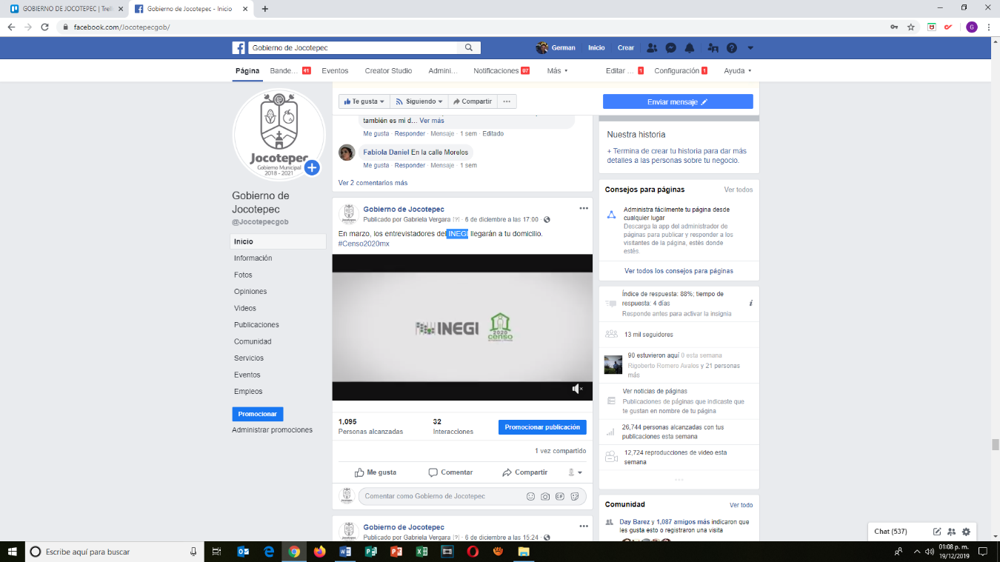 GOBIERNO DE JOCOTEPEC | Trell
Gobierno de Jocotepec - Inicio
facebook.com/Jocotepecgob/
G
Gobierno de Jocotepec
German
Inicio
Crear
Página
Bande... 41
Eventos
Creator Studio
Admini...
Notificaciones 97
Más
Editar ... 1
Configuración 1
Ayuda
Jocotepec
Gobierno Municipal
2018 - 2021
Gobierno de
Jocotepec
@Jocotepecgob
Inicio
Información
Fotos
Opiniones
Videos
Publicaciones
Comunidad
Servicios
Eventos
Empleos
Promocionar
Administrar promociones
Te gusta
Siguiendo
Compartir
también es mi d... Ver más
Me gusta · Responder · Mensaje · 1 sem · Editado
Fabiola Daniel En la calle Morelos
Me gusta · Responder · Mensaje · 1 sem
Ver 2 comentarios más
Gobierno de Jocotepec
Publicado por Gabriela Vergara [?] · 6 de diciembre a las 17:00 ·
En marzo, los entrevistadores del INEGI llegarán a tu domicilio.
#Censo2020mx
INEGI
2020
censo
1,095
Personas alcanzadas
32
Interacciones
Promocionar publicación
1 vez compartido
Me gusta
Comentar
Compartir
Comentar como Gobierno de Jocotepec
GIF
Gobierno de Jocotepec
Publicado por Gabriela Vergara [?] · 6 de diciembre a las 15:24 ·
Enviar mensaje
Nuestra historia
+ Termina de crear tu historia para dar más
detalles a las personas sobre tu negocio.
Consejos para páginas
Ver todos
Administra fácilmente tu página desde
cualquier lugar
Descarga la app del administrador de
páginas para publicar y responder a los
visitantes de la página, estés donde
estés.
Ver todos los consejos para páginas
Índice de respuesta: 88%; tiempo de
respuesta: 4 días
Responde antes para activar la insignia
13 mil seguidores
90 estuvieron aquí 0 esta semana
Rigoberto Romero Avalos y 21 personas
más
Ver noticias de páginas
Publicaciones de páginas que indicaste que
te gustan en nombre de tu página
26,744 personas alcanzadas con tus
publicaciones esta semana
12,724 reproducciones de video esta
semana
Comunidad
Ver todo
Day Barez y 1,087 amigos más indicaron que
les gusta esto o registraron una visita
Chat (537)
Escribe aquí para buscar
01:08 p. m.
19/12/2019